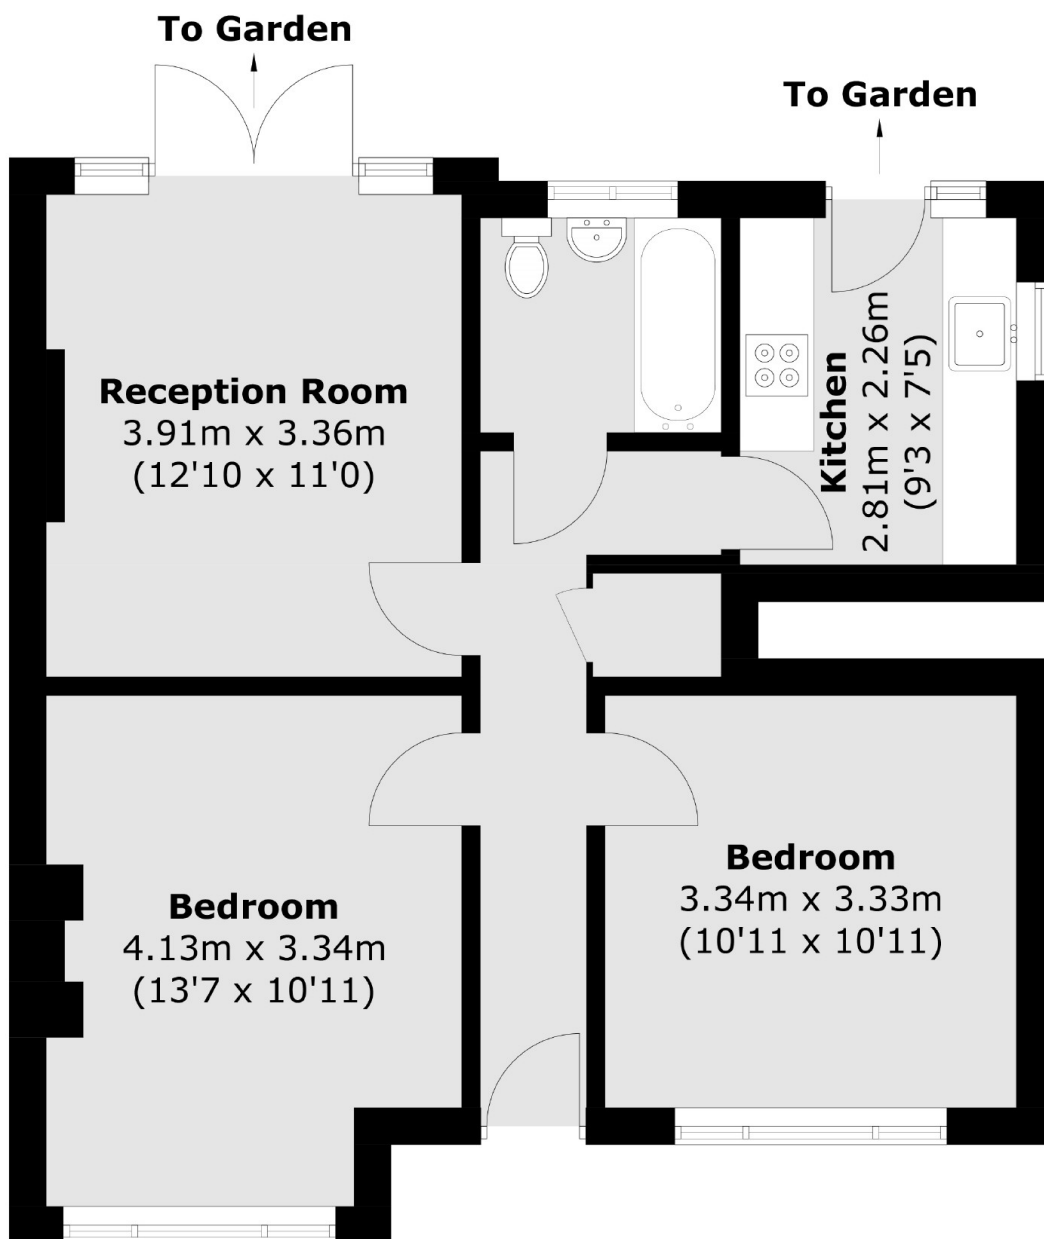 To Garden
To Garden
Reception Room
3.91m x 3.36m
(12'10 x 11'0)
Kitchen
2.81m x 2.26m
(9'3 x 7'5)
Bedroom
4.13m x 3.34m
(13'7 x 10'11)
Bedroom
3.34m x 3.33m
(10'11 x 10'11)